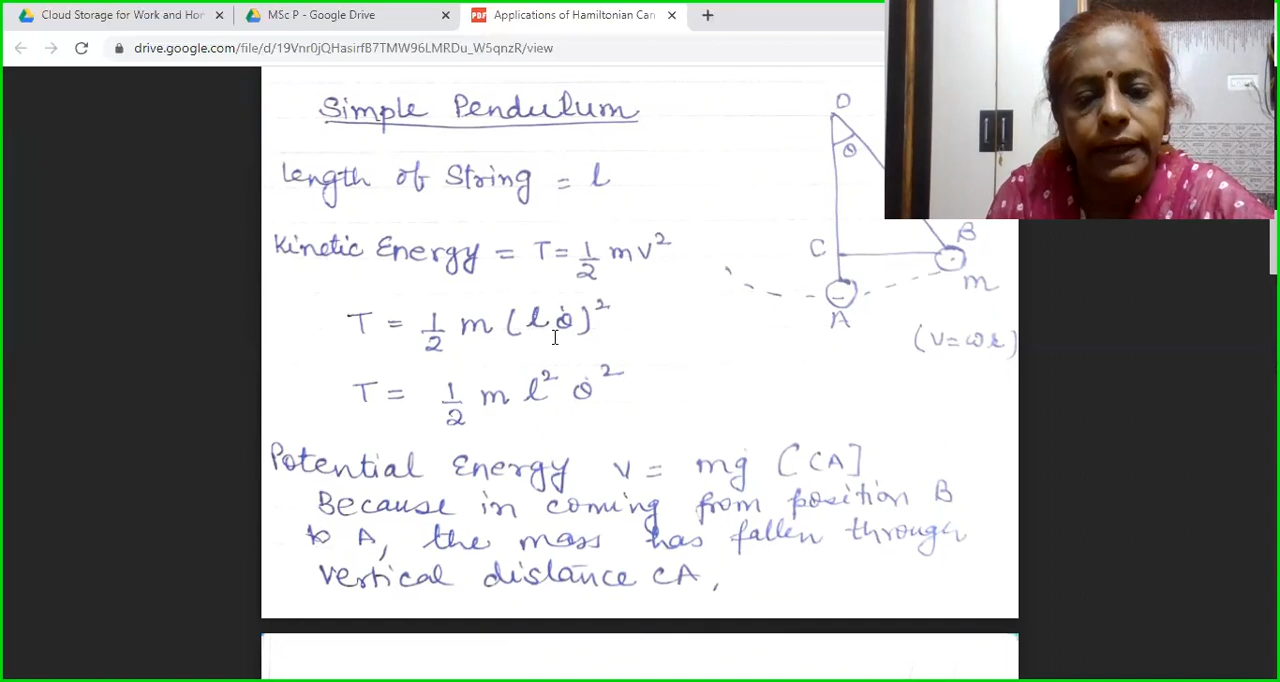 Cloud Storage for Work and Hor
MSc P - Google Drive
PDF
Applications of Hamiltonian Can
drive.google.com/file/d/19Vnr0jQHasirfB7TMW96LMRDu_W5qnzR/view
Simple Pendulum
Length of String = l
Kinetic Energy = T = 1/2 mv²
T = 1/2 m (lθ̇)²
T = 1/2 m l² θ̇²
Potential Energy V = mg [CA]
Because in coming from position B
to A, the mass has fallen through
vertical distance CA,
O
θ
C
B
m
A
(V=ωr)